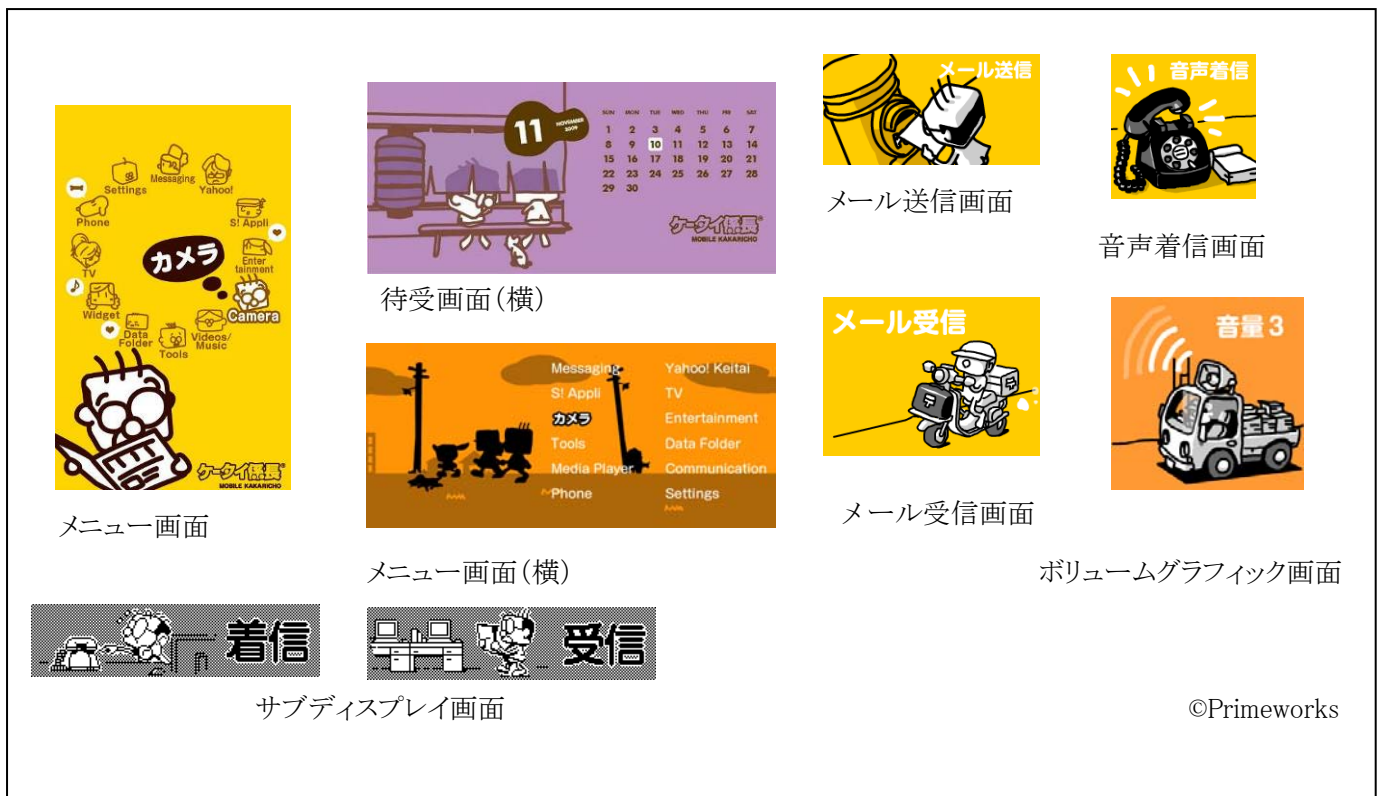 Messaging
Yahoo!
S! Appli
Enter
tainment
Camera
Videos/
Music
Tools
Data
Folder
Widget
TV
Phone
Settings
カメラ
ケータイ係長
MOBILE KAKARICHO
メニュー画面
11
NOVEMBER
2009
SUN MON TUE WED THU FRI SAT
1 2 3 4 5 6 7
8 9 10 11 12 13 14
15 16 17 18 19 20 21
22 23 24 25 26 27 28
29 30
ケータイ係長
MOBILE KAKARICHO
待受画面(横)
Messaging Yahoo! Keitai
S! Appli TV
カメラ Entertainment
Tools Data Folder
Media Player Communication
Phone Settings
メニュー画面(横)
メール送信
メール送信画面
音声着信
音声着信画面
メール受信
メール受信画面
音量3
ボリュームグラフィック画面
着信
受信
サブディスプレイ画面
©Primeworks